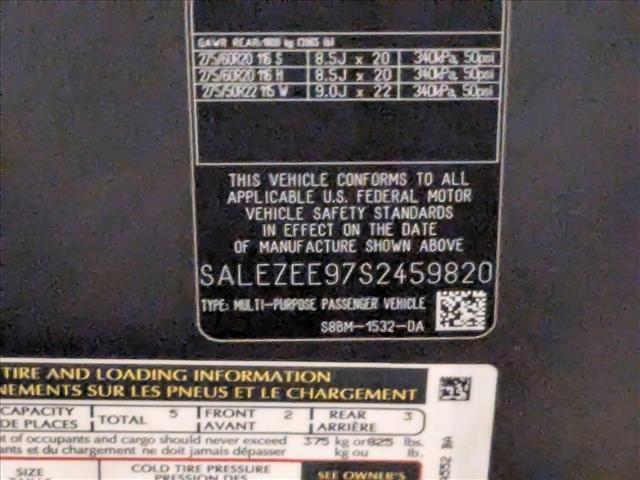 GAWR REAR: kg
275/60R20 116 S 8.5J x 20 340kPa, 50psi
275/60R20 116 H 8.5J x 20 340kPa, 50psi
275/50R22 115 W 9.0J x 22 340kPa, 50psi
THIS VEHICLE CONFORMS TO ALL
APPLICABLE U.S. FEDERAL MOTOR
VEHICLE SAFETY STANDARDS
IN EFFECT ON THE DATE
OF MANUFACTURE SHOWN ABOVE
SALEZEE97S2459820
TYPE: MULTI-PURPOSE PASSENGER VEHICLE
S8BM-1532-DA
TIRE AND LOADING INFORMATION
NEMENTS SUR LES PNEUS ET LE CHARGEMENT
CAPACITY TOTAL 5 FRONT 2 REAR 3
DE PLACES AVANT ARRIÈRE
of occupants and cargo should never exceed 375 kg or 825 lbs.
ants et du chargement ne doit jamais dépasser kg ou lb.
SIZE COLD TIRE PRESSURE SEE OWNER'S
PRESSION DES
4552